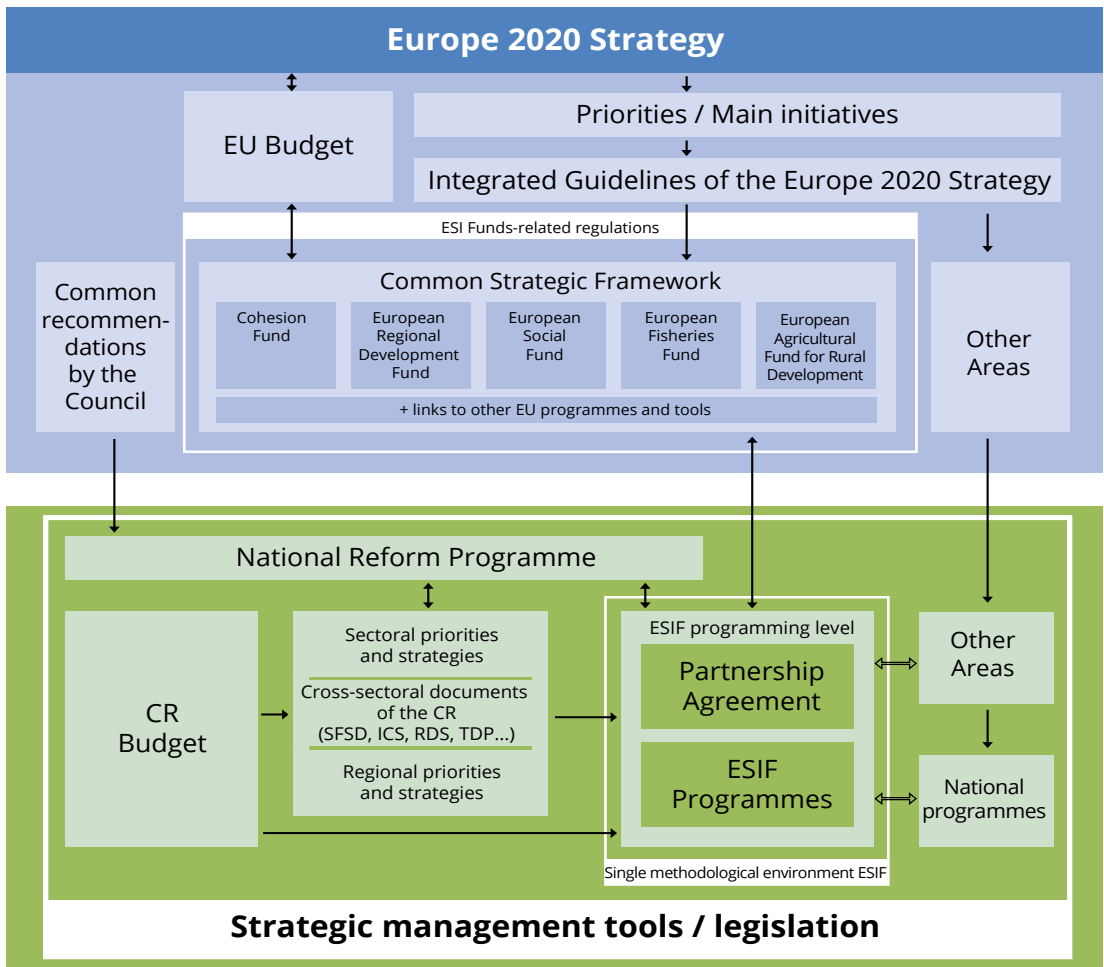 Europe 2020 Strategy
EU Budget
Priorities / Main initiatives
Integrated Guidelines of the Europe 2020 Strategy
ESI Funds-related regulations
Common
recommen-
dations
by the
Council
Common Strategic Framework
Cohesion
Fund
European
Regional
Development
Fund
European
Social
Fund
European
Fisheries
Fund
European
Agricultural
Fund for Rural
Development
+ links to other EU programmes and tools
Other
Areas
National Reform Programme
CR
Budget
Sectoral priorities
and strategies
Cross-sectoral documents
of the CR
(SFSD, ICS, RDS, TDP...)
Regional priorities
and strategies
ESIF programming level
Partnership
Agreement
ESIF
Programmes
Single methodological environment ESIF
Other
Areas
National
programmes
Strategic management tools / legislation